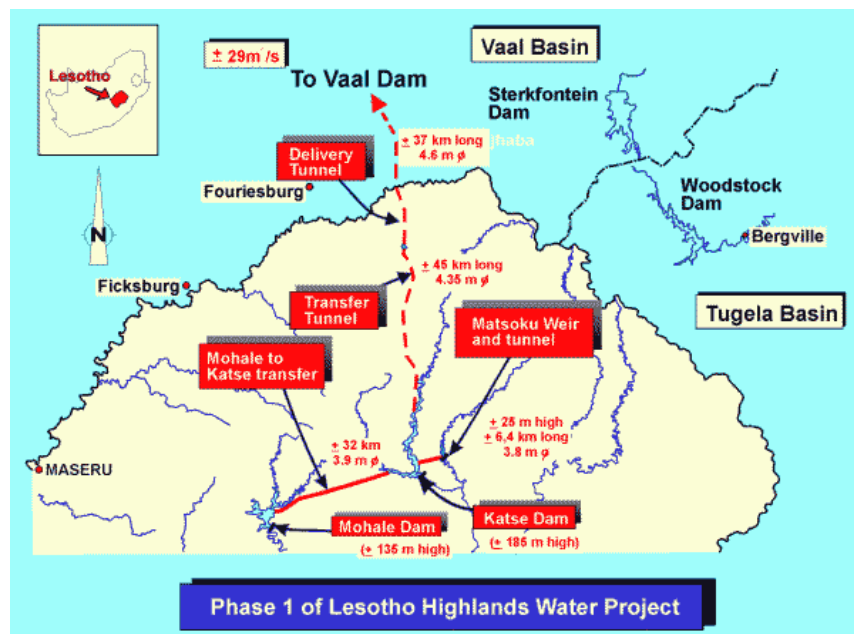 ± 29m³/s
Vaal Basin
Lesotho
To Vaal Dam
Sterkfontein
Dam
± 37 km long
4.6 m ø
jhaba
Delivery
Tunnel
Fouriesburg
Woodstock
Dam
N
Bergville
± 45 km long
4.35 m ø
Ficksburg
Transfer
Tunnel
Tugela Basin
Matsoku Weir
and tunnel
Mohale to
Katse transfer
± 25 m high
± 6,4 km long
3.8 m ø
± 32 km
3.9 m ø
MASERU
Mohale Dam
(± 135 m high)
Katse Dam
(± 185 m high)
Phase 1 of Lesotho Highlands Water Project